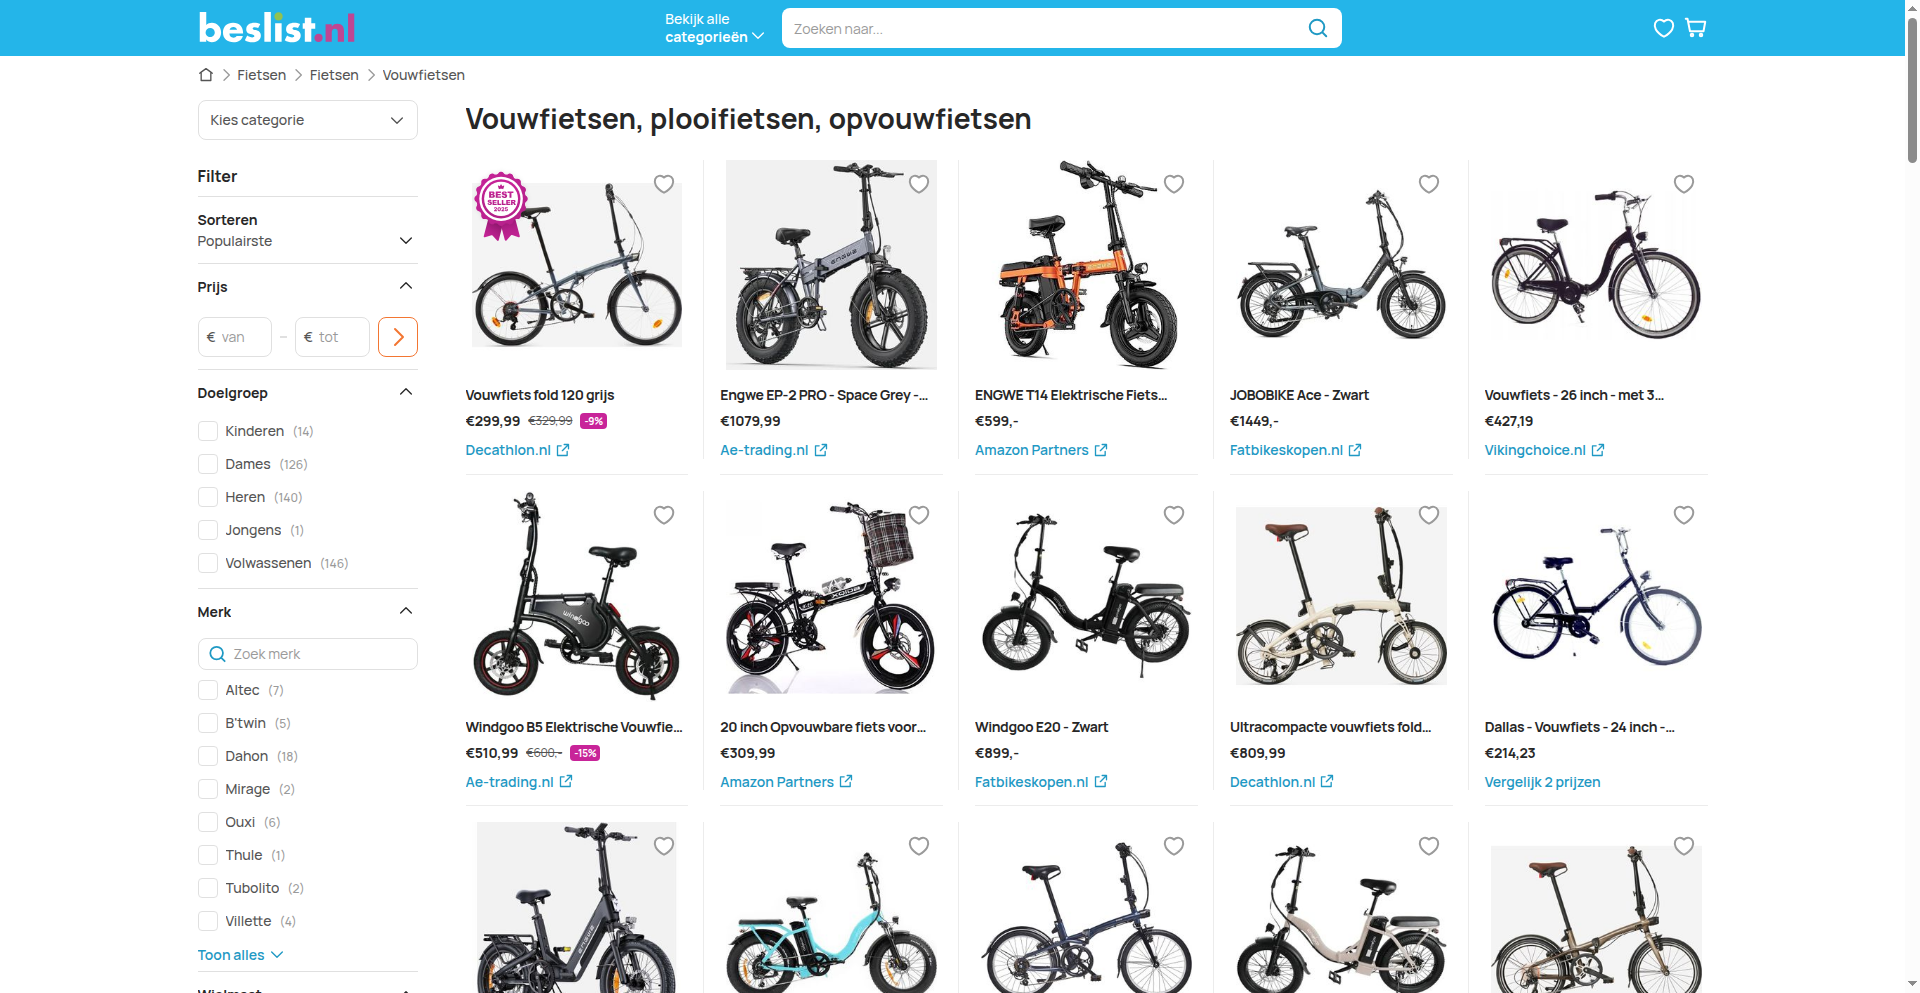 beslist.nl
Bekijk alle
categorieën
Zoeken naar...
Fietsen
Fietsen
Vouwfietsen
Kies categorie
Vouwfietsen, plooifietsen, opvouwfietsen
Filter
Sorteren
Populairste
Prijs
€ van
–
€ tot
Doelgroep
Kinderen (14)
Dames (126)
Heren (140)
Jongens (1)
Volwassenen (146)
Merk
Zoek merk
Altec (7)
B'twin (5)
Dahon (18)
Mirage (2)
Ouxi (6)
Thule (1)
Tubolito (2)
Villette (4)
Toon alles
Wielmaat
BEST
SELLER
2025
Vouwfiets fold 120 grijs
€299,99 €329,99 -9%
Decathlon.nl
ENGWE
Engwe EP-2 PRO - Space Grey -...
€1079,99
Ae-trading.nl
ENGWE T14 Elektrische Fiets...
€599,-
Amazon Partners
JOBOBIKE Ace - Zwart
€1449,-
Fatbikeskopen.nl
Vouwfiets - 26 inch - met 3...
€427,19
Vikingchoice.nl
windgoo
Windgoo B5 Elektrische Vouwfie...
€510,99 €600,- -15%
Ae-trading.nl
20 inch Opvouwbare fiets voor...
€309,99
Amazon Partners
Windgoo E20 - Zwart
€899,-
Fatbikeskopen.nl
Ultracompacte vouwfiets fold...
€809,99
Decathlon.nl
Dallas - Vouwfiets - 24 inch -...
€214,23
Vergelijk 2 prijzen